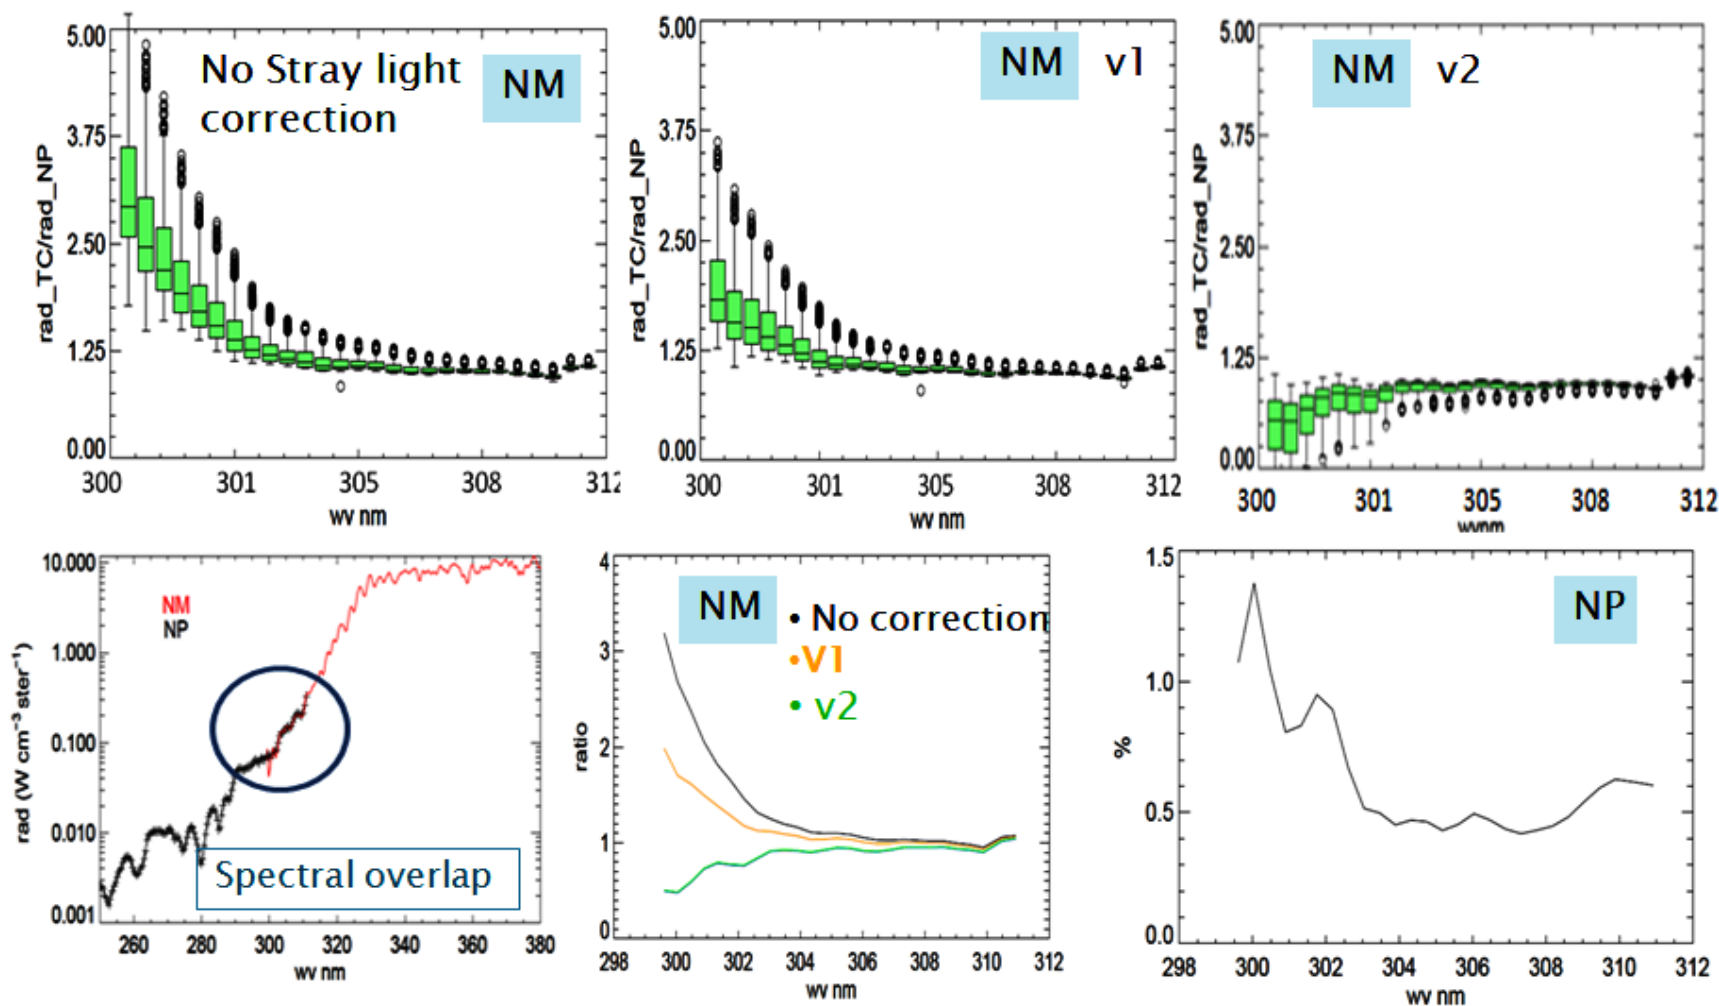 5.00
3.75
2.50
1.25
0.00
rad_TC/rad_NP
No Stray light
correction
NM
300
301
305
308
312
wv nm
5.00
3.75
2.50
1.25
0.00
rad_TC/rad_NP
NM v1
300
301
305
308
312
wv nm
5.00
3.75
2.50
1.25
0.00
rad_TC/rad_NP
NM v2
300
301
305
308
312
wvnm
10.000
1.000
0.100
0.010
0.001
rad (W cm⁻³ ster⁻¹)
NM
NP
Spectral overlap
260
280
300
320
340
360
380
wv nm
4
3
2
1
0
ratio
NM
• No correction
•V1
• v2
298
300
302
304
306
308
310
312
wv nm
1.5
1.0
0.5
0.0
%
NP
298
300
302
304
306
308
310
312
wv nm